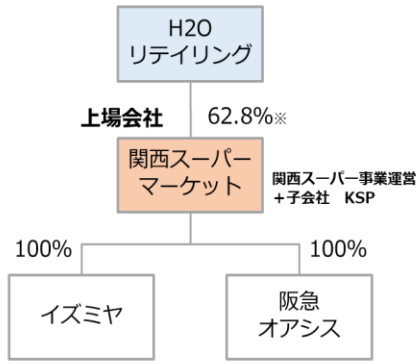 H2O
リテイリング
上場会社 62.8%※
関西スーパー
マーケット
関西スーパー事業運営
+子会社 KSP
100% 100%
イズミヤ
阪急
オアシス